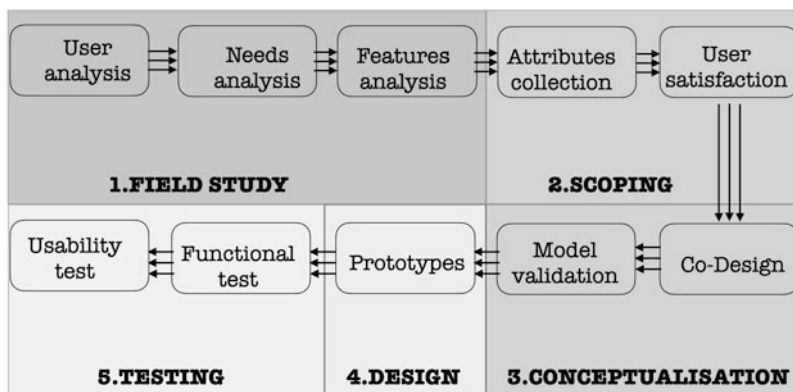 User
analysis
Needs
analysis
Features
analysis
Attributes
collection
User
satisfaction
1.FIELD STUDY
2.SCOPING
Usability
test
Functional
test
Prototypes
Model
validation
Co-Design
5.TESTING
4.DESIGN
3.CONCEPTUALISATION